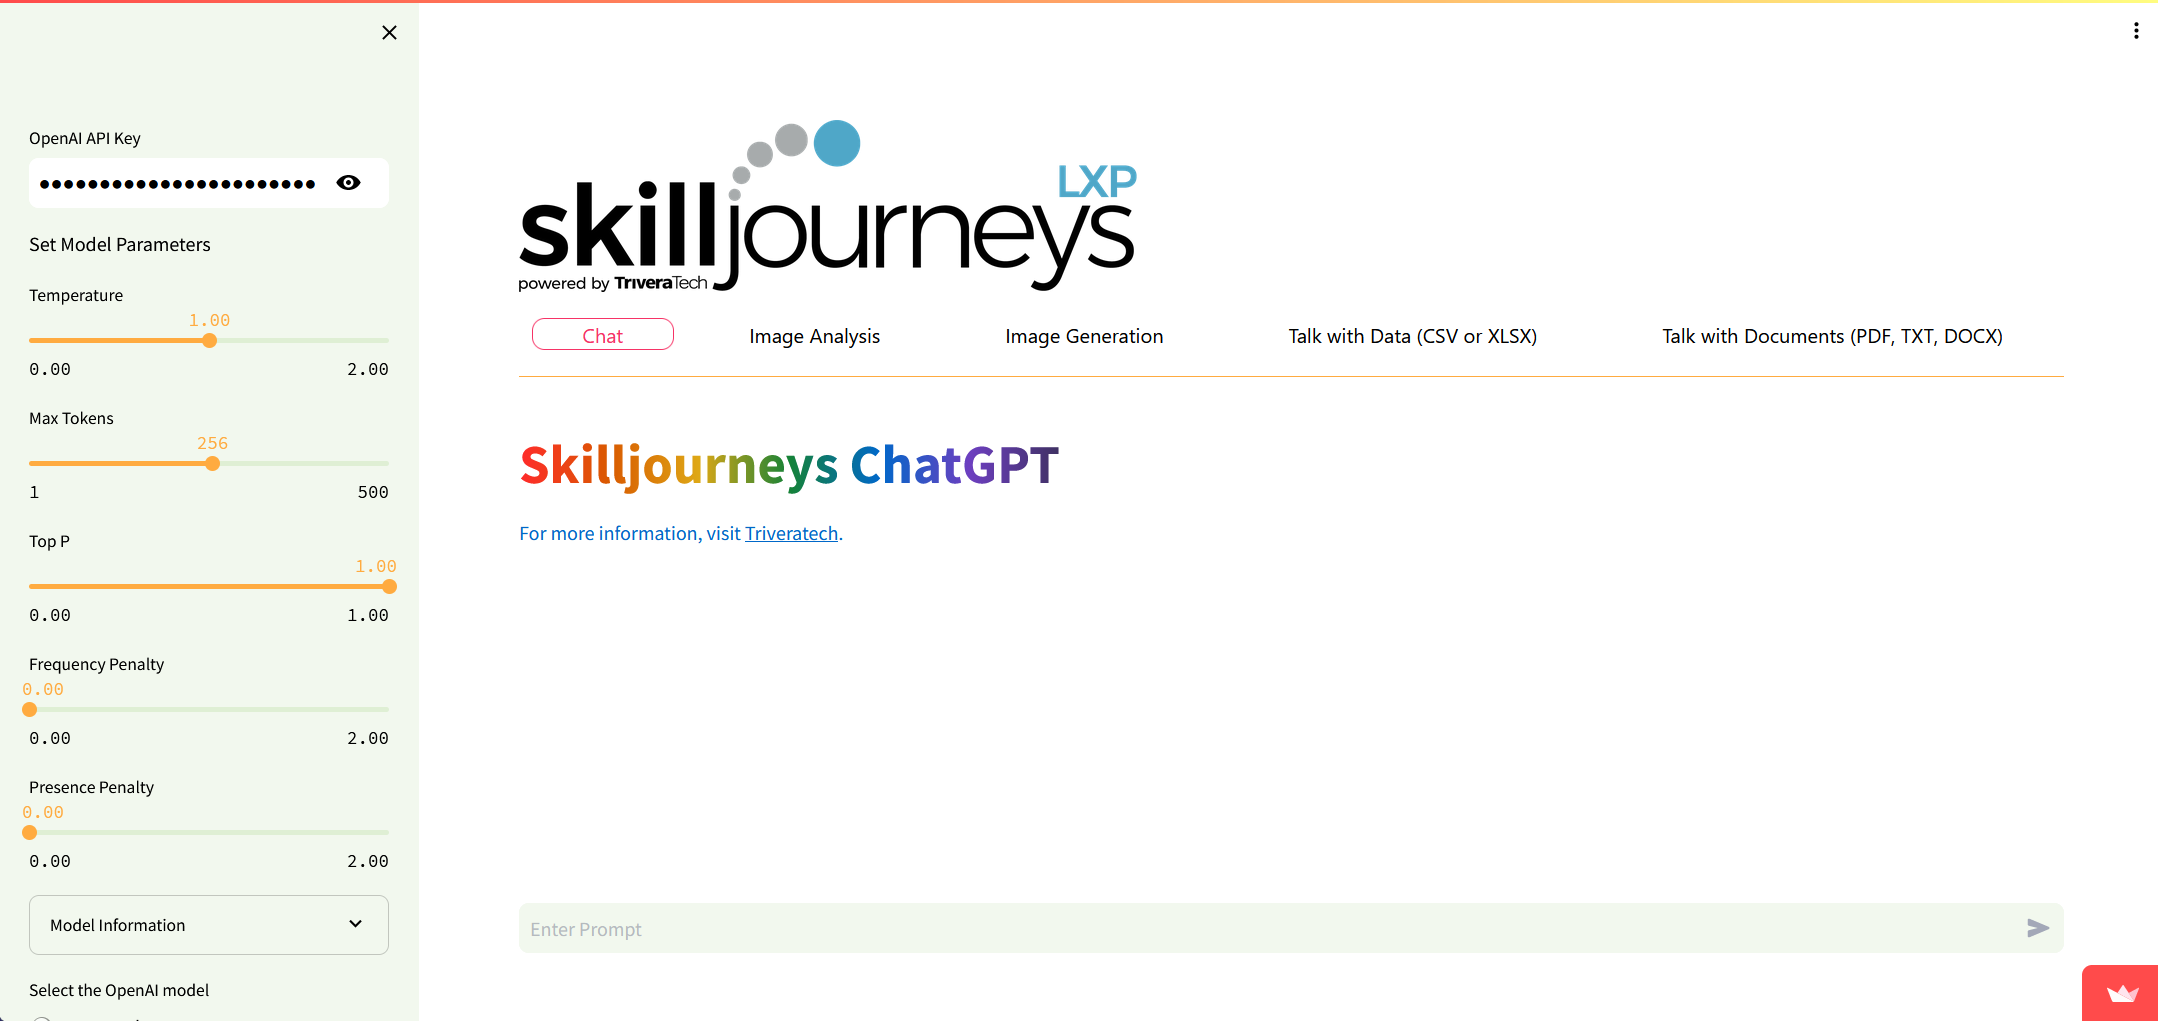 OpenAI API Key
Set Model Parameters
Temperature
1.00
0.00 2.00
Max Tokens
256
1 500
Top P
1.00
0.00 1.00
Frequency Penalty
0.00
0.00 2.00
Presence Penalty
0.00
0.00 2.00
Model Information
Select the OpenAI model
skilljourneys LXP
powered by TriveraTech
Chat Image Analysis Image Generation Talk with Data (CSV or XLSX) Talk with Documents (PDF, TXT, DOCX)
Skilljourneys ChatGPT
For more information, visit Triveratech.
Enter Prompt